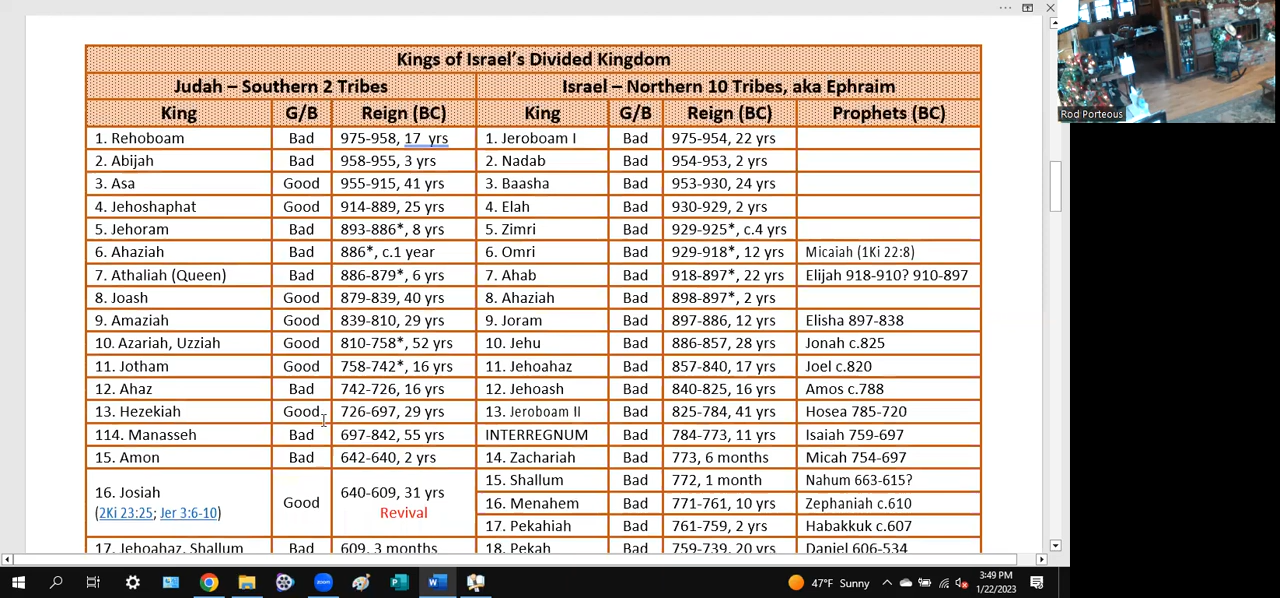 Kings of Israel's Divided Kingdom
Judah – Southern 2 Tribes Israel – Northern 10 Tribes, aka Ephraim
King G/B Reign (BC) King G/B Reign (BC) Prophets (BC)
1. Rehoboam Bad 975-958, 17 yrs 1. Jeroboam I Bad 975-954, 22 yrs
2. Abijah Bad 958-955, 3 yrs 2. Nadab Bad 954-953, 2 yrs
3. Asa Good 955-915, 41 yrs 3. Baasha Bad 953-930, 24 yrs
4. Jehoshaphat Good 914-889, 25 yrs 4. Elah Bad 930-929, 2 yrs
5. Jehoram Bad 893-886*, 8 yrs 5. Zimri Bad 929-925*, c.4 yrs
6. Ahaziah Bad 886*, c.1 year 6. Omri Bad 929-918*, 12 yrs Micaiah (1Ki 22:8)
7. Athaliah (Queen) Bad 886-879*, 6 yrs 7. Ahab Bad 918-897*, 22 yrs Elijah 918-910? 910-897
8. Joash Good 879-839, 40 yrs 8. Ahaziah Bad 898-897*, 2 yrs
9. Amaziah Good 839-810, 29 yrs 9. Joram Bad 897-886, 12 yrs Elisha 897-838
10. Azariah, Uzziah Good 810-758*, 52 yrs 10. Jehu Bad 886-857, 28 yrs Jonah c.825
11. Jotham Good 758-742*, 16 yrs 11. Jehoahaz Bad 857-840, 17 yrs Joel c.820
12. Ahaz Bad 742-726, 16 yrs 12. Jehoash Bad 840-825, 16 yrs Amos c.788
13. Hezekiah Good 726-697, 29 yrs 13. Jeroboam II Bad 825-784, 41 yrs Hosea 785-720
114. Manasseh Bad 697-842, 55 yrs INTERREGNUM Bad 784-773, 11 yrs Isaiah 759-697
15. Amon Bad 642-640, 2 yrs 14. Zachariah Bad 773, 6 months Micah 754-697
16. Josiah (2Ki 23:25; Jer 3:6-10) Good 640-609, 31 yrs Revival 15. Shallum Bad 772, 1 month Nahum 663-615?
16. Menahem Bad 771-761, 10 yrs Zephaniah c.610
17. Pekahiah Bad 761-759, 2 yrs Habakkuk c.607
17. Jehoahaz, Shallum Bad 609, 3 months 18. Pekah Bad 759-739, 20 yrs Daniel 606-534
Rod Porteous
47°F Sunny
3:49 PM
1/22/2023